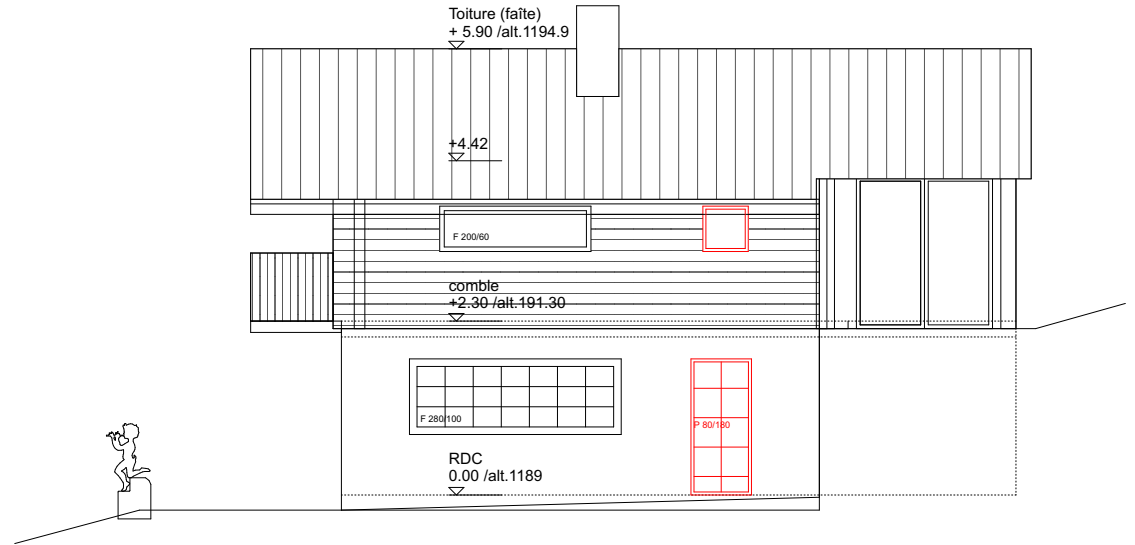 Toiture (faîte)
+ 5.90 /alt.1194.9
+4.42
F 200/60
comble
+2.30 /alt.191.30
F 280/100
P 80/180
RDC
0.00 /alt.1189